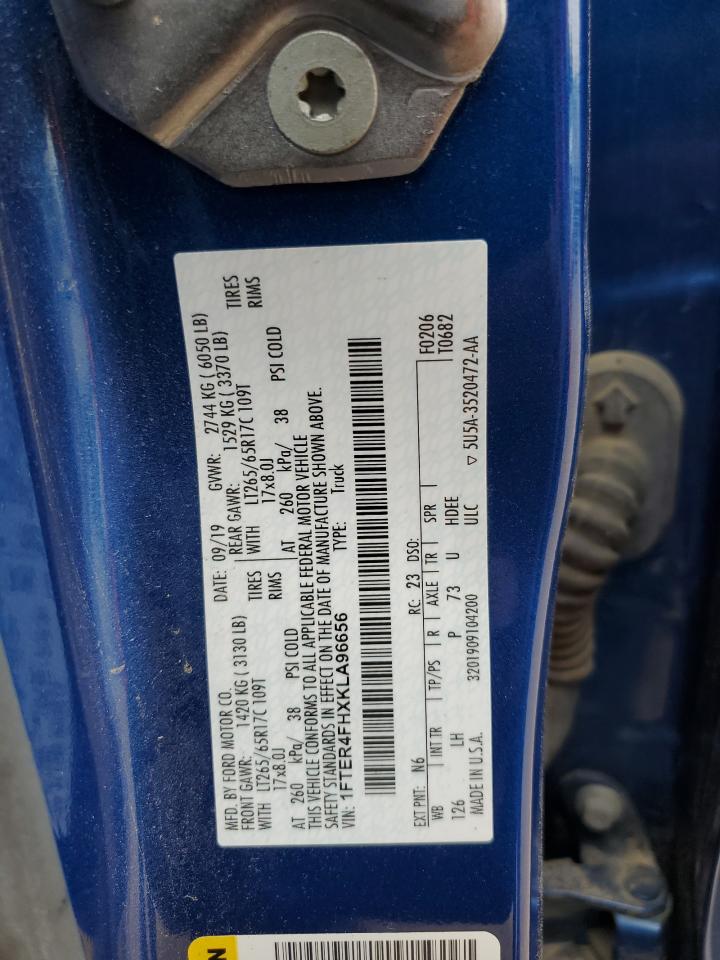 MFD. BY FORD MOTOR CO.
DATE: 09/19 GVWR: 2744 KG ( 6050 LB)
FRONT GAWR: 1420 KG ( 3130 LB) REAR GAWR: 1529 KG ( 3370 LB)
WITH LT265/65R17C 109T TIRES WITH LT265/65R17C 109T TIRES
17x8.0J RIMS 17x8.0J RIMS
AT 260 kPa/ 38 PSI COLD AT 260 kPa/ 38 PSI COLD
THIS VEHICLE CONFORMS TO ALL APPLICABLE FEDERAL MOTOR VEHICLE
SAFETY STANDARDS IN EFFECT ON THE DATE OF MANUFACTURE SHOWN ABOVE.
VIN: 1FTER4FHXKLA96656 TYPE: Truck
EXT PNT: N6 RC: 23 DSO: F0206
WB INT TR TP/PS R AXLE TR SPR T0682
126 LH P 73 U HDEE
MADE IN U.S.A. 3201909104200 ULC ▽ 5U5A-3520472-AA
N